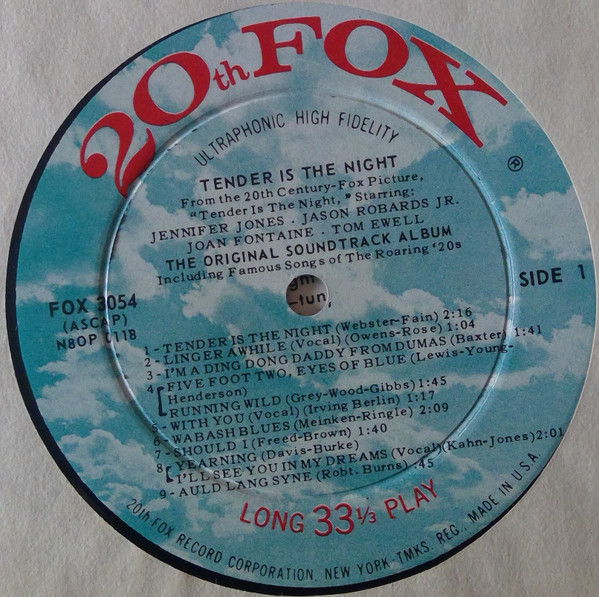 20th FOX
ULTRAPHONIC HIGH FIDELITY
®
TENDER IS THE NIGHT
From the 20th Century-Fox Picture,
"Tender Is The Night," Starring:
JENNIFER JONES · JASON ROBARDS JR.
JOAN FONTAINE · TOM EWELL
THE ORIGINAL SOUNDTRACK ALBUM
Including Famous Songs of The Roaring '20s
FOX 3054
(ASCAP)
N8OP 0118
SIDE 1
1 - TENDER IS THE NIGHT (Webster-Fain) 2:16
2 - LINGER AWHILE (Vocal) (Owens-Rose) 1:04
3 - I'M A DING DONG DADDY FROM DUMAS (Baxter) 1:41
4 [FIVE FOOT TWO, EYES OF BLUE (Lewis-Young-
Henderson)
RUNNING WILD (Grey-Wood-Gibbs) 1:45
5 - WITH YOU (Vocal) (Irving Berlin) 1:17
6 - WABASH BLUES (Meinken-Ringle) 2:09
7 - SHOULD I (Freed-Brown) 1:40
8 [YEARNING (Davis-Burke)
I'LL SEE YOU IN MY DREAMS (Vocal) (Kahn-Jones) 2:01
9 - AULD LANG SYNE (Robt. Burns) :45
LONG 33⅓ PLAY
20th FOX RECORD CORPORATION, NEW YORK-TMKS. REG., MADE IN U.S.A.